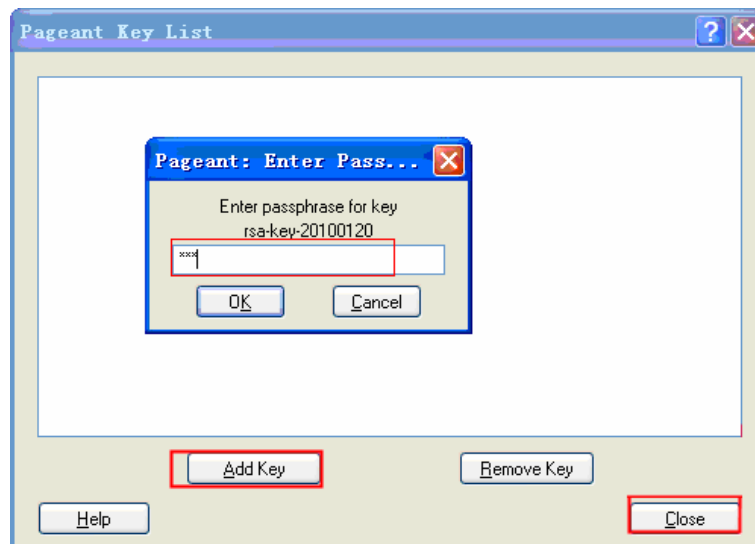 Pageant Key List
Pageant: Enter Pass...
Enter passphrase for key
rsa-key-20100120
***
OK
Cancel
Add Key
Remove Key
Help
Close